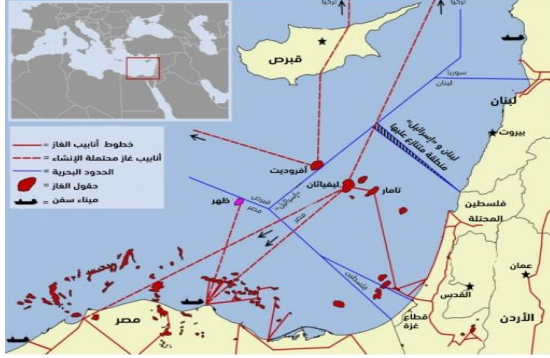 تركيا
تركيا
قبرص
سوريا
لبنان
لبنان
بيروت
لبنان و «إسرائيل»
منطقة متنازع عليها
خطوط أنابيب الغاز =
أنابيب غاز محتملة الإنشاء =
الحدود البحرية =
حقول الغاز =
ميناء سفن =
أفروديت
ليفياثان
تامار
قبرص
مصر
«إسرائيل»
مصر
ظهر
فلسطين
المحتلة
فلسطين
عمان
القدس
قطاع
غزة
الأردن
مصر